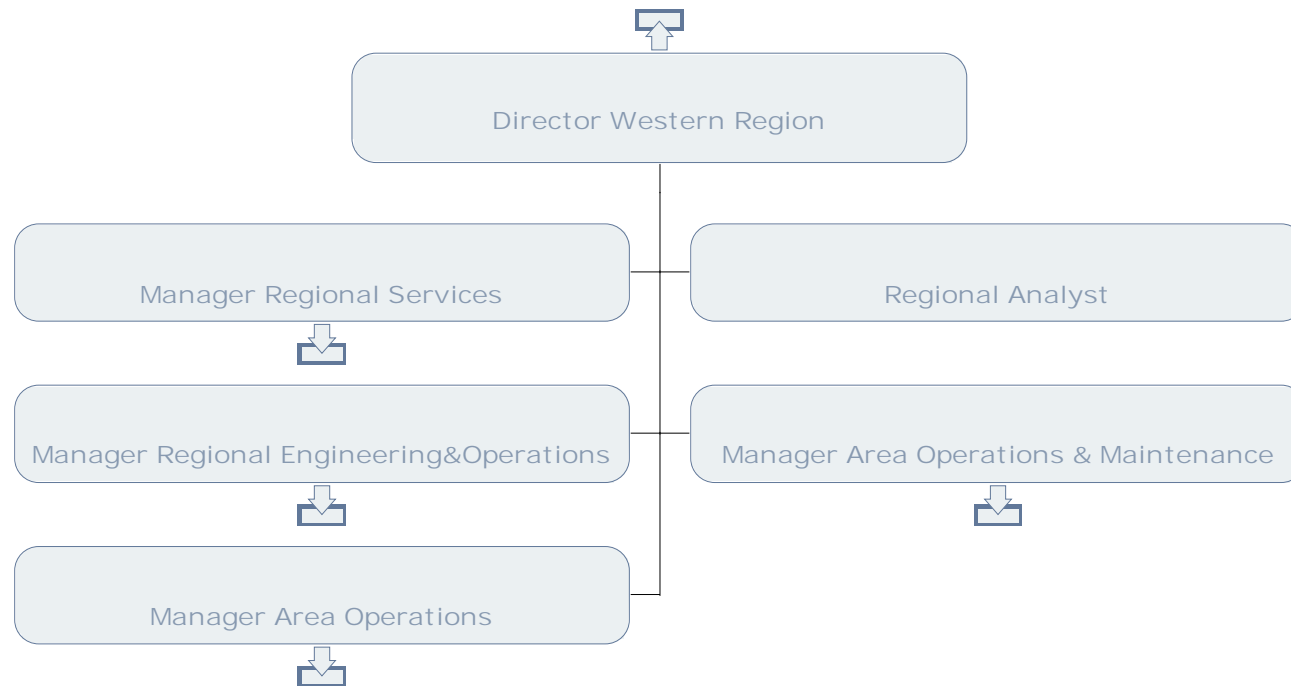 Director Western Region
Manager Regional Services
Regional Analyst
Manager Regional Engineering&Operations
Manager Area Operations & Maintenance
Manager Area Operations